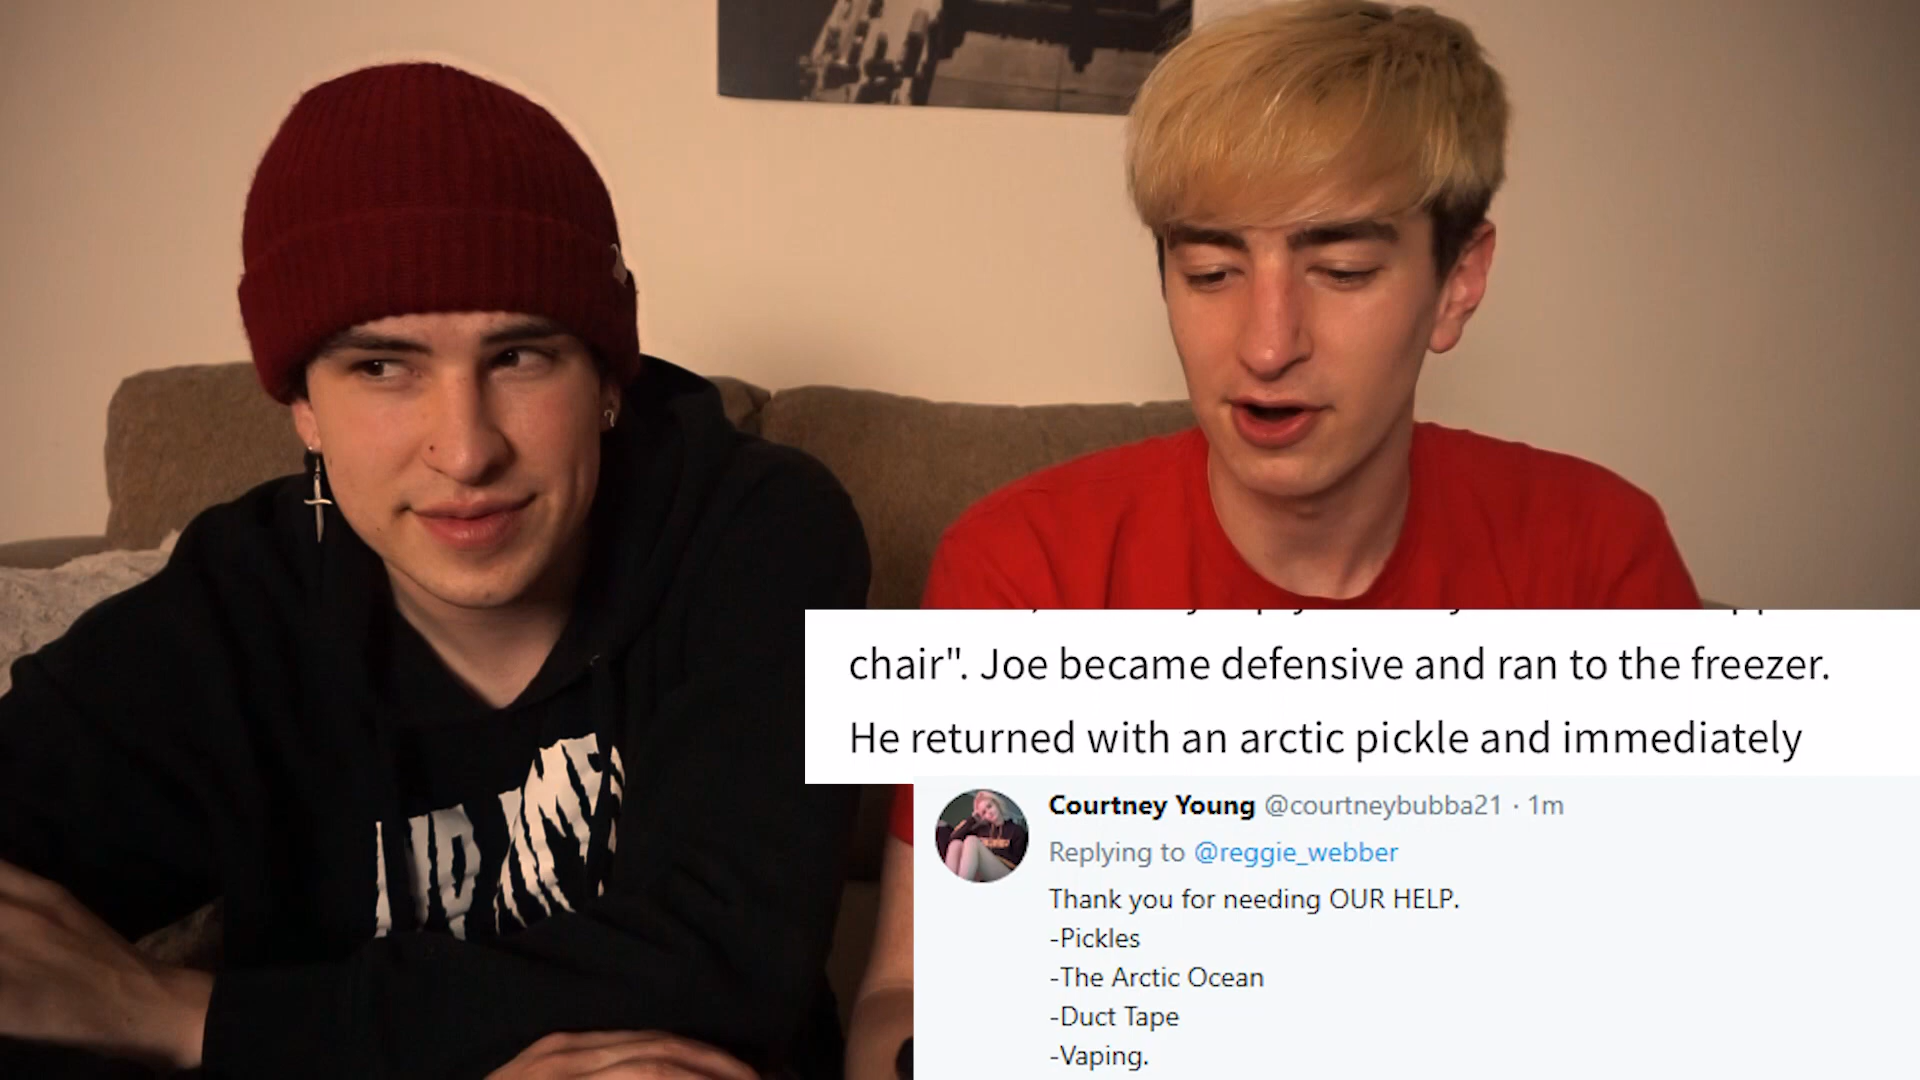 chair". Joe became defensive and ran to the freezer.
He returned with an arctic pickle and immediately
Courtney Young @courtneybubba21 · 1m
Replying to @reggie_webber
Thank you for needing OUR HELP.
-Pickles
-The Arctic Ocean
-Duct Tape
-Vaping.